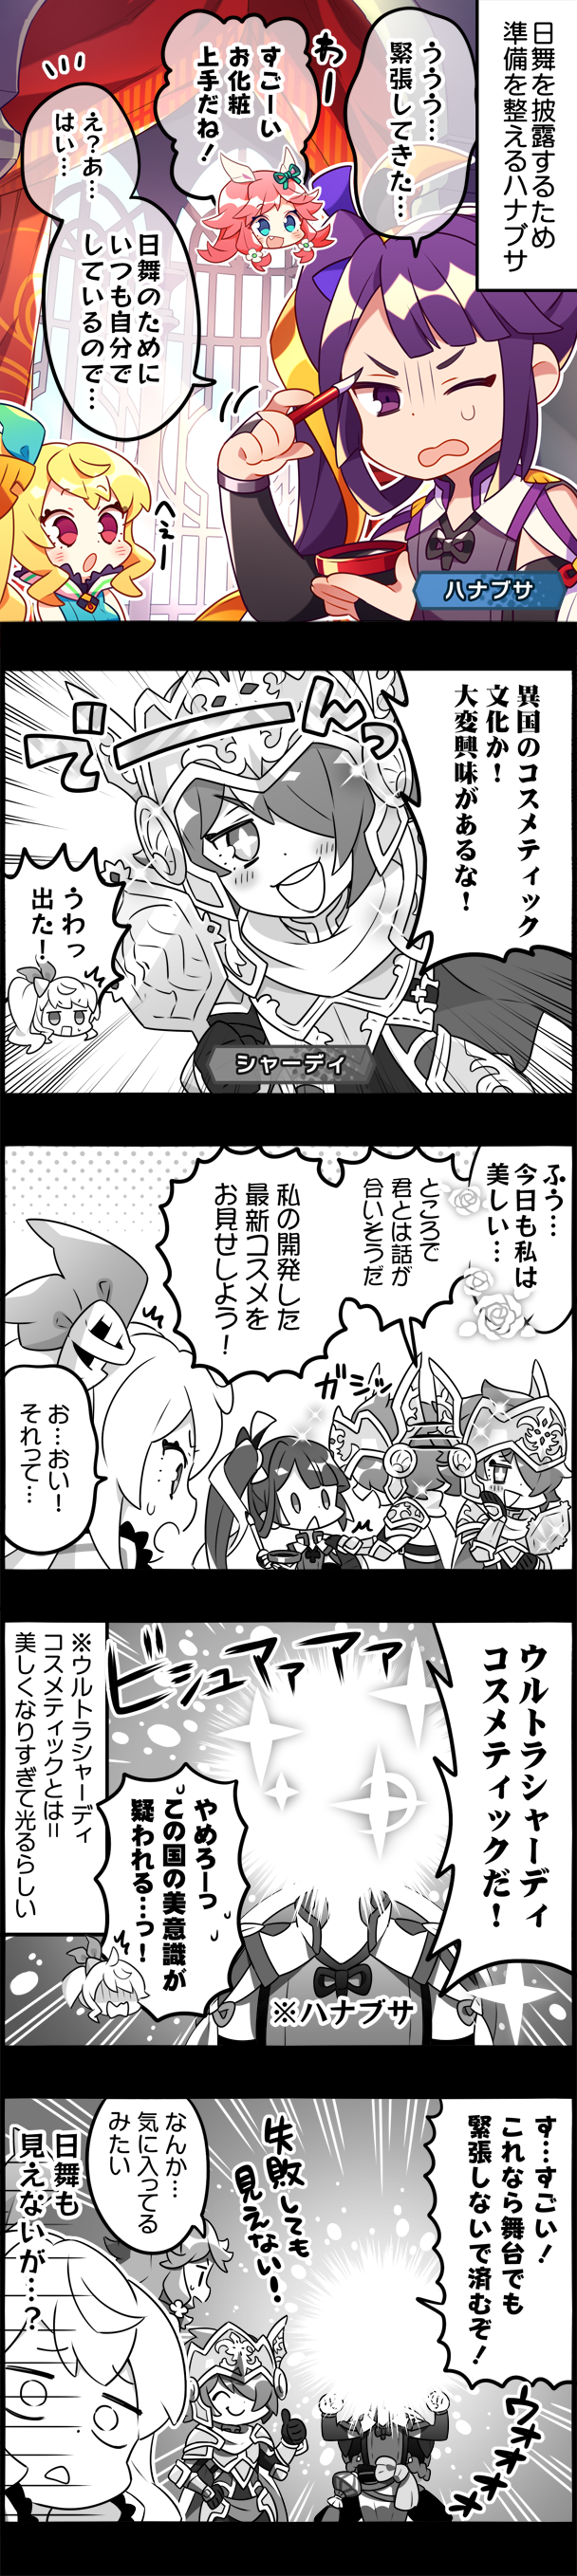 日舞を披露するため
準備を整えるハナブサ
ううう…
緊張してきた…
わー
すごーい
お化粧
上手だね！
え？あ…
はい…
日舞のために
いつも自分で
しているので…
へぇー
ハナブサ
異国のコスメティック
文化か！
大変興味があるな！
でーーんっ
うわっ
出た！
シャーディ
ふう…
今日も私は
美しい…
ところで
君とは話が
合いそうだ
私の開発した
最新コスメを
お見せしよう！
ガシッ
お…おい！
それって…
ウルトラシャーディ
コスメティックだ！
ビシュアァアァ
やめろーっ
この国の美意識が
疑われる…っ！
※ハナブサ
※ウルトラシャーディ
コスメティックとは＝
美しくなりすぎて光るらしい
す…すごい！
これなら舞台でも
緊張しないで済むぞ！
ウオオオオ
失敗しても
見えない！
なんか…
気に入ってる
みたい
日舞も
見えないが…？